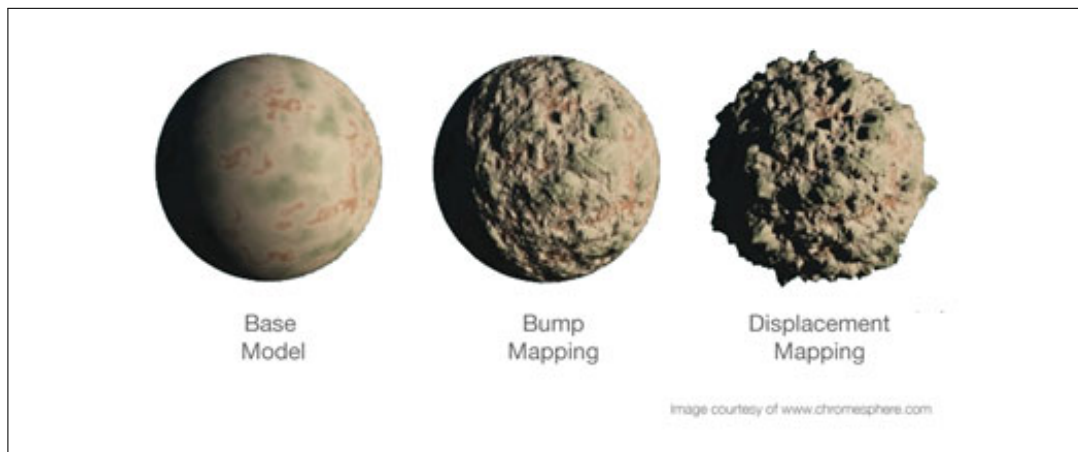 Base
Model
Bump
Mapping
Displacement
Mapping
Image courtesy of www.chromesphere.com